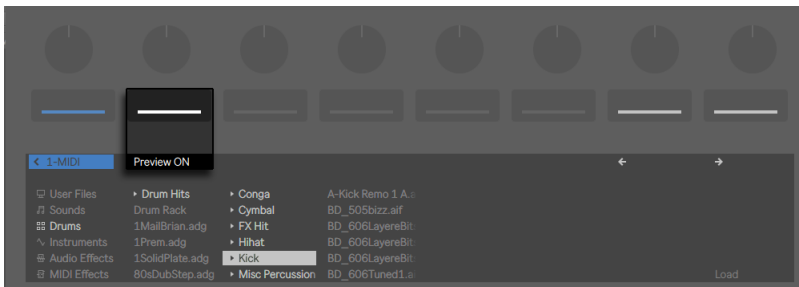 1-MIDI
Preview ON
←
→
User Files
Sounds
Drums
Instruments
Audio Effects
MIDI Effects
Drum Hits
Drum Rack
1MailBrian.adg
1Prem.adg
1SolidPlate.adg
80sDubStep.adg
Conga
Cymbal
FX Hit
Hihat
Kick
Misc Percussion
A-Kick Remo 1 A.a
BD_505bizz.aif
BD_606LayereBit
BD_606LayereBit
BD_606LayereBit
BD_606Tuned1.a
Load